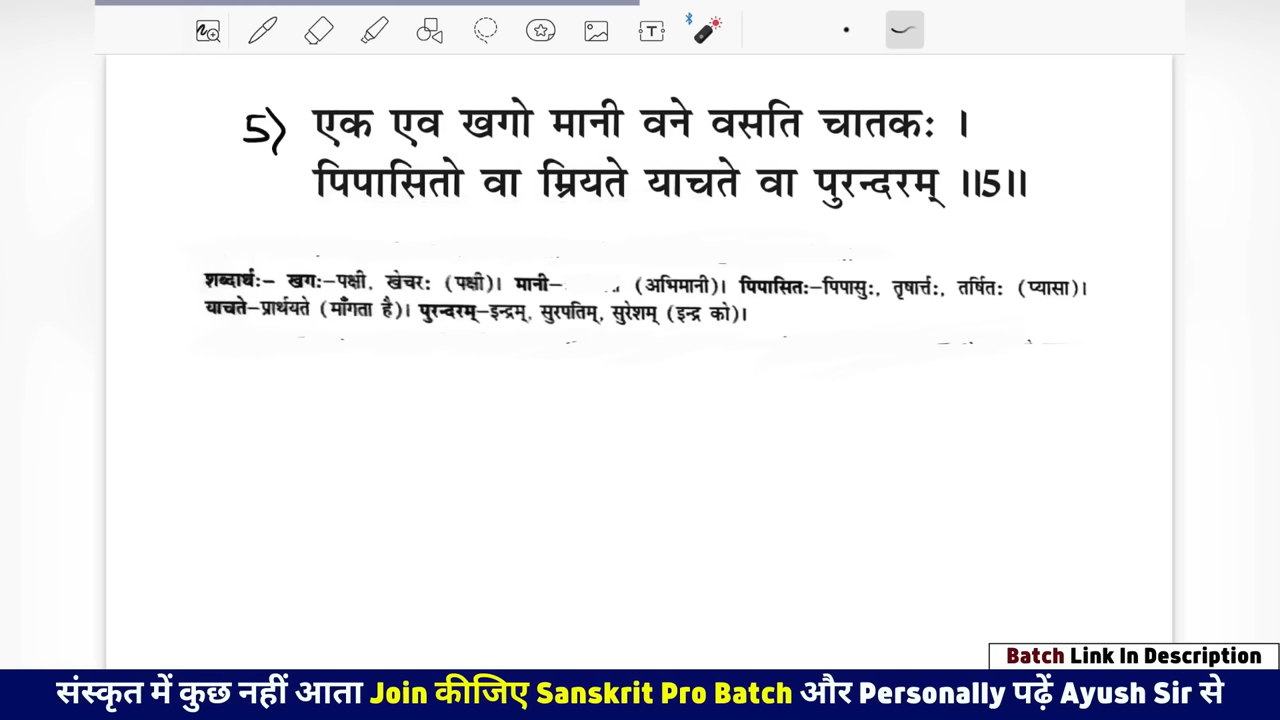 5) एक एव खगो मानी वने वसति चातकः ।
पिपासितो वा म्रियते याचते वा पुरन्दरम् ॥5॥
शब्दार्थः- खगः-पक्षी, खेचरः (पक्षी)। मानी- (अभिमानी)। पिपासितः-पिपासुः, तृषार्त्तः, तर्षितः (प्यासा)।
याचते-प्रार्थयते (माँगता है)। पुरन्दरम्-इन्द्रम्, सुरपतिम्, सुरेशम् (इन्द्र को)।
Batch Link In Description
संस्कृत में कुछ नहीं आता Join कीजिए Sanskrit Pro Batch और Personally पढ़ें Ayush Sir से